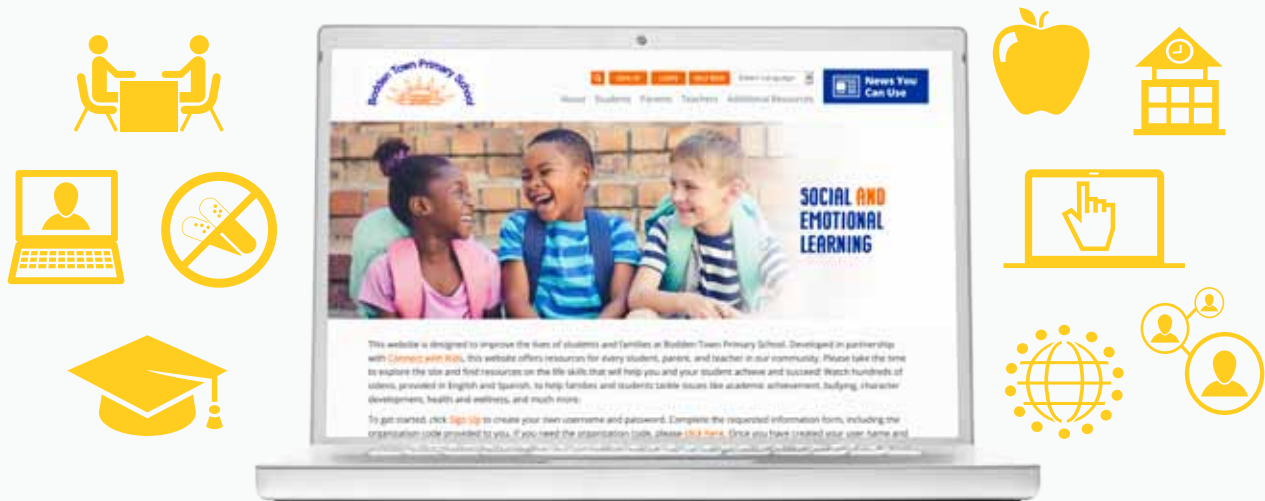 Bodden Town Primary School
Select Language
News You
Can Use
About Students Parents Teachers Additional Resources
SOCIAL AND
EMOTIONAL
LEARNING
This website is designed to improve the lives of students and families at Bodden Town Primary School. Developed in partnership
with Connect with Kids, this website offers resources for every student, parent, and teacher in our community. Please take the time
to explore the site and find resources on the life skills that will help you and your student achieve and succeed! Watch hundreds of
videos, provided in English and Spanish, to help families and students tackle issues like academic achievement, bullying, character
development, health and wellness, and much more.
To get started, click Sign Up to create your own username and password. Complete the requested information form, including the
organization code provided to you. If you need the organization code, please click here. Once you have created your user name and